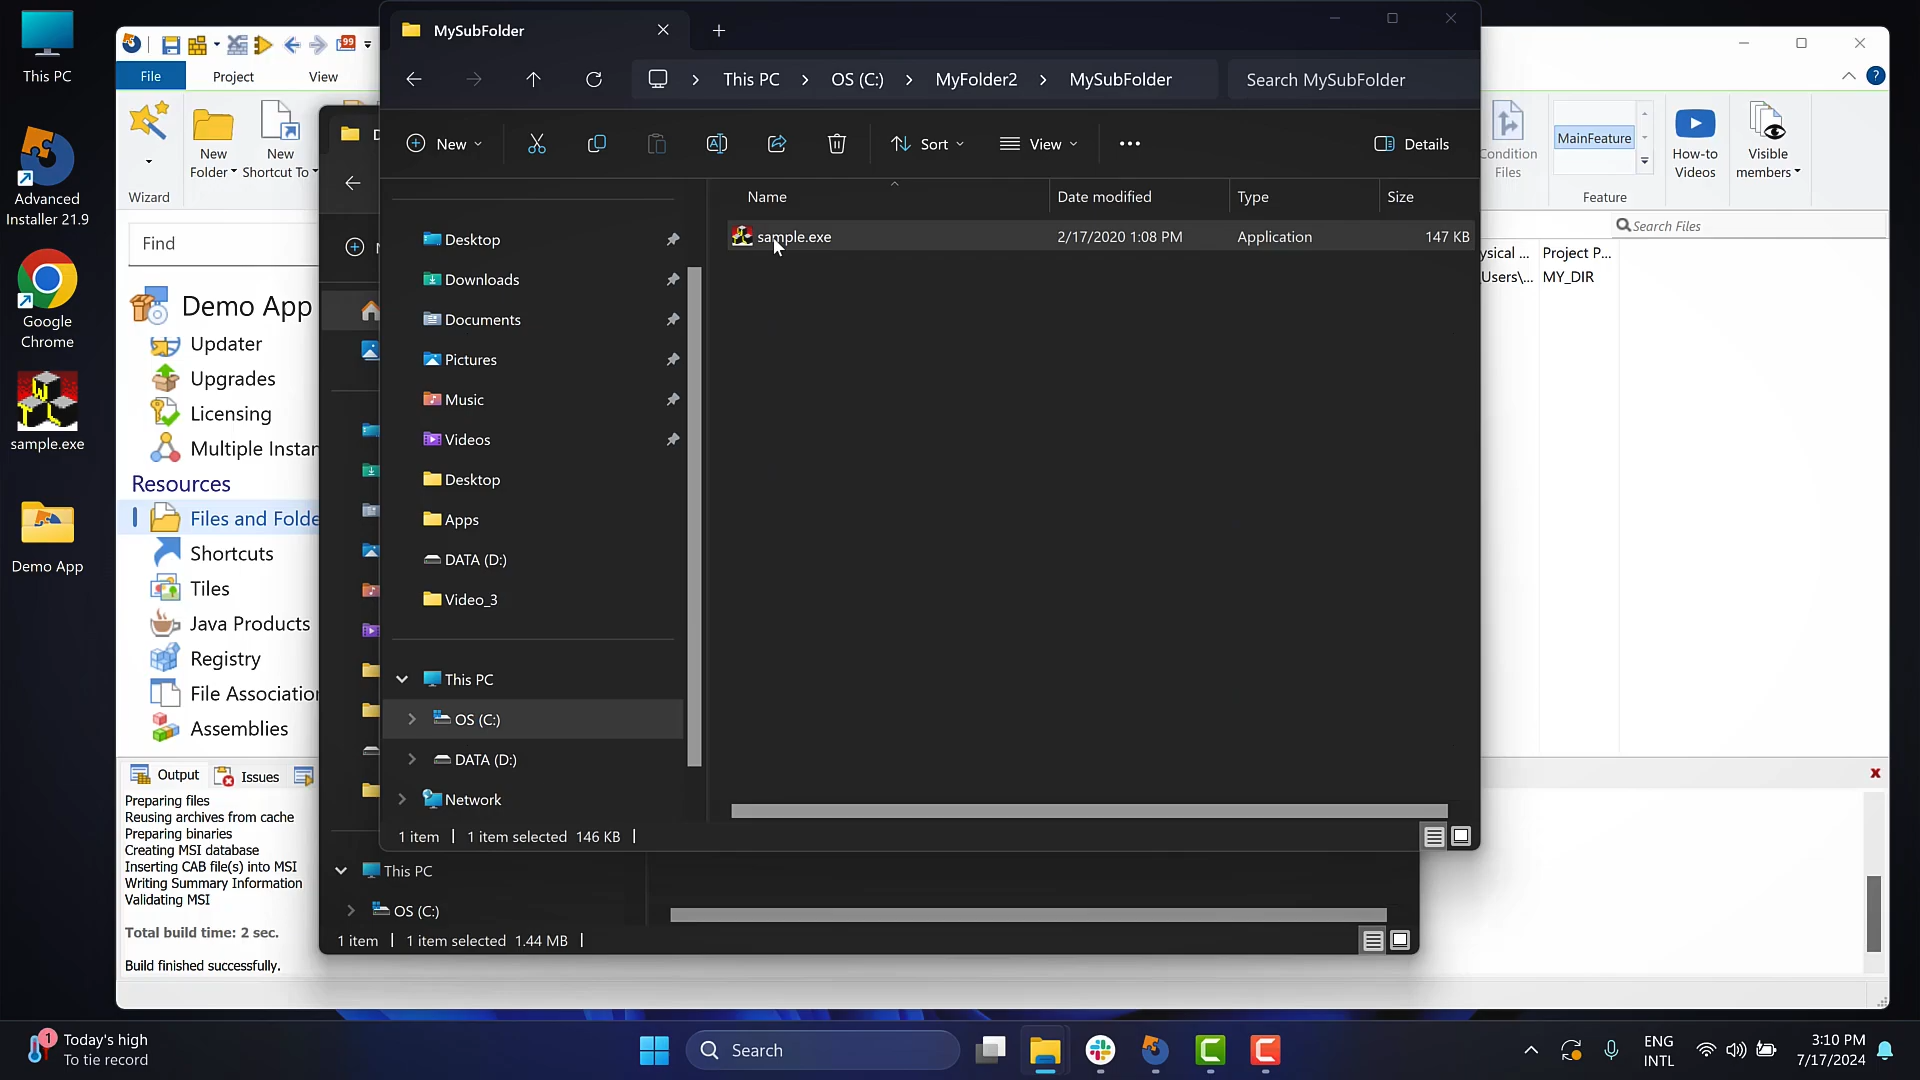 This PC
Advanced
Installer 21.9
Google
Chrome
sample.exe
Demo App
99
File
Project
View
Wizard
New
Folder
New
Shortcut To
Find
Demo App
Updater
Upgrades
Licensing
Multiple Instan
Resources
Files and Folde
Shortcuts
Tiles
Java Products
Registry
File Association
Assemblies
Output
Issues
Preparing files
Reusing archives from cache
Preparing binaries
Creating MSI database
Inserting CAB file(s) into MSI
Writing Summary Information
Validating MSI
Total build time: 2 sec.
Build finished successfully.
MySubFolder
This PC
OS (C:)
MyFolder2
MySubFolder
Search MySubFolder
New
Sort
View
Details
Name
Date modified
Type
Size
sample.exe
2/17/2020 1:08 PM
Application
147 KB
Desktop
Downloads
Documents
Pictures
Music
Videos
Desktop
Apps
DATA (D:)
Video_3
This PC
OS (C:)
DATA (D:)
Network
1 item
1 item selected 146 KB
This PC
OS (C:)
1 item
1 item selected 1.44 MB
Condition
Files
MainFeature
Feature
How-to
Videos
Visible
members
Search Files
ysical ...
Project P...
Users\...
MY_DIR
1
Today's high
To tie record
Search
ENG
INTL
3:10 PM
7/17/2024